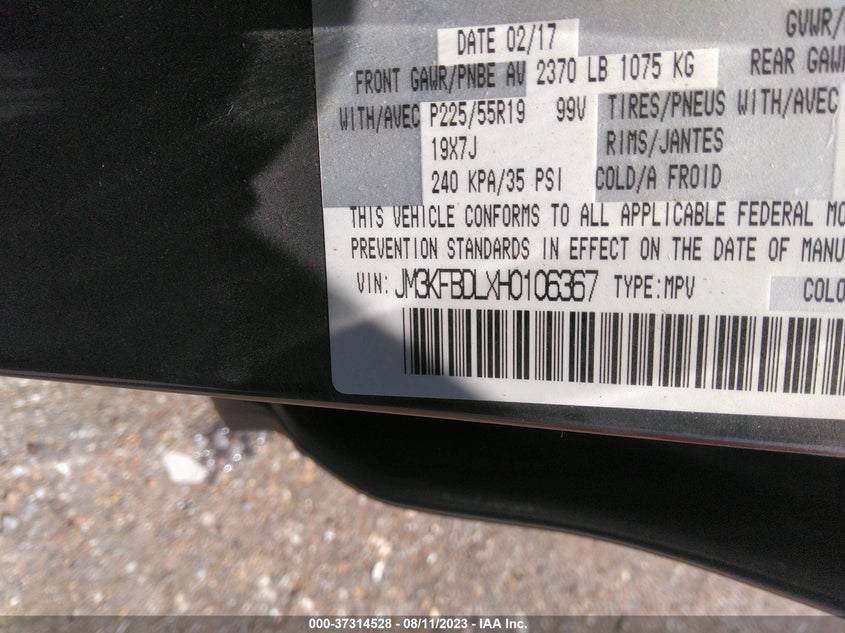 GVWR/
DATE 02/17
FRONT GAWR/PNBE AV 2370 LB 1075 KG REAR GAW
WITH/AVEC P225/55R19 99V TIRES/PNEUS WITH/AVEC
19X7J RIMS/JANTES
240 KPA/35 PSI COLD/A FROID
THIS VEHICLE CONFORMS TO ALL APPLICABLE FEDERAL MO
PREVENTION STANDARDS IN EFFECT ON THE DATE OF MANU
VIN: JM3KFBDLXH0106367 TYPE:MPV COLO
000-37314528 - 08/11/2023 - IAA Inc.